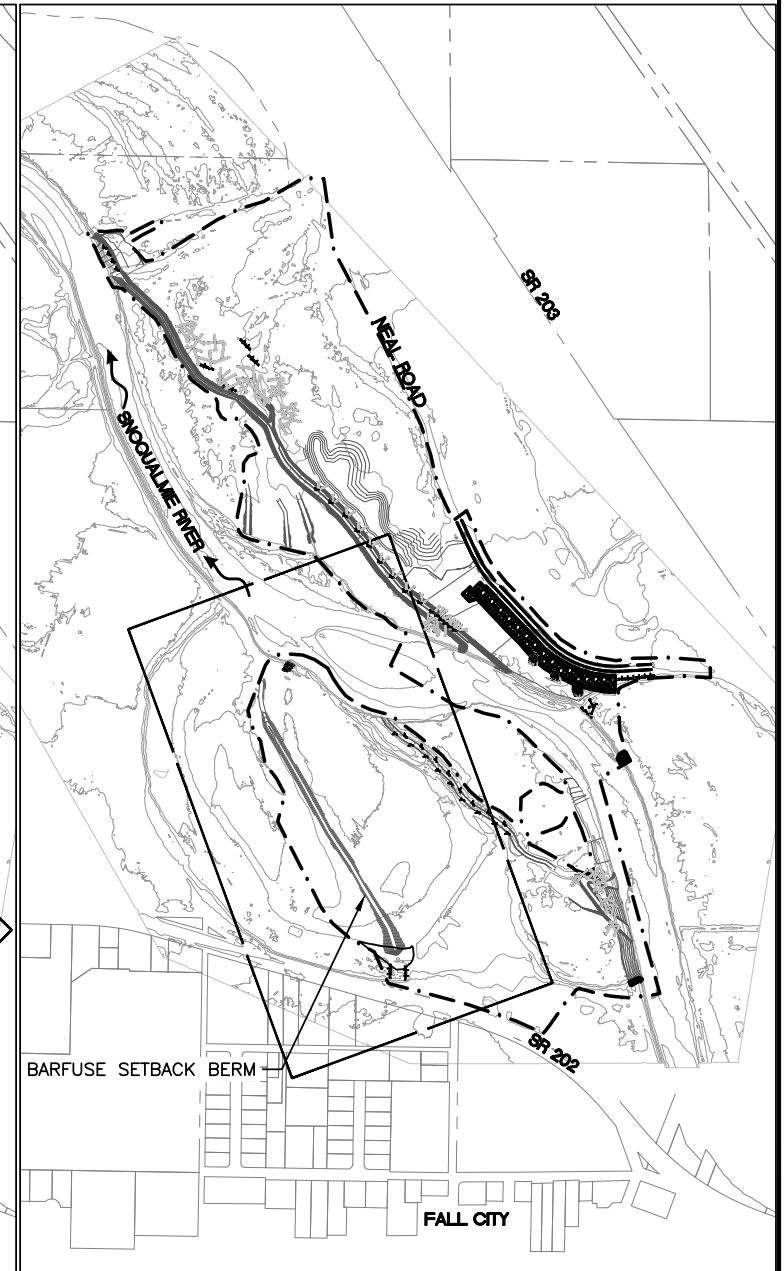 SR 203
NEAL ROAD
SNOQUALMIE RIVER
BARFUSE SETBACK BERM
SR 202
FALL CITY